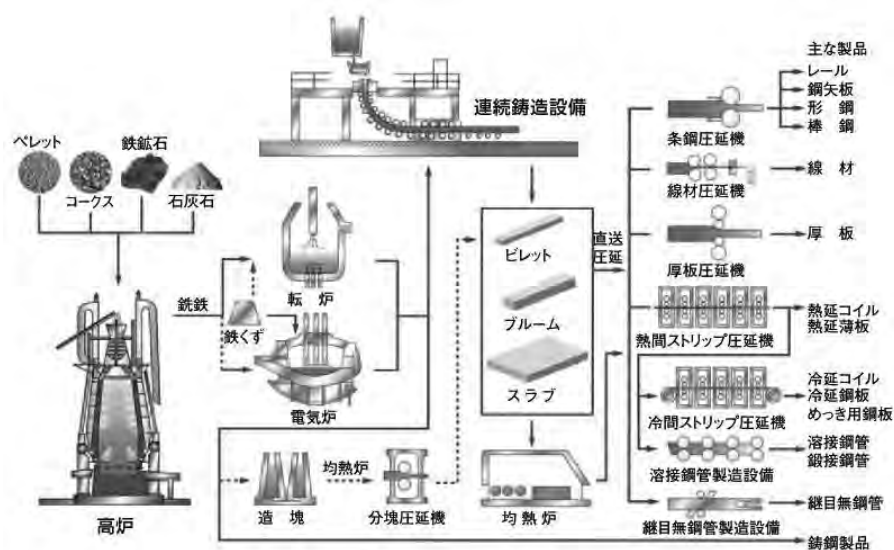 主な製品
レール
鋼矢板
形鋼
棒鋼
連続鋳造設備
条鋼圧延機
ペレット
鉄鉱石
コークス
石灰石
線材圧延機
線材
直送
圧延
ビレット
厚板圧延機
厚板
銑鉄
転炉
鉄くず
ブルーム
熱間ストリップ圧延機
熱延コイル
熱延薄板
電気炉
スラブ
冷間ストリップ圧延機
冷延コイル
冷延鋼板
めっき用鋼板
均熱炉
溶接鋼管製造設備
溶接鋼管
鍛接鋼管
高炉
造塊
分塊圧延機
均熱炉
継目無鋼管製造設備
継目無鋼管
鋳鋼製品